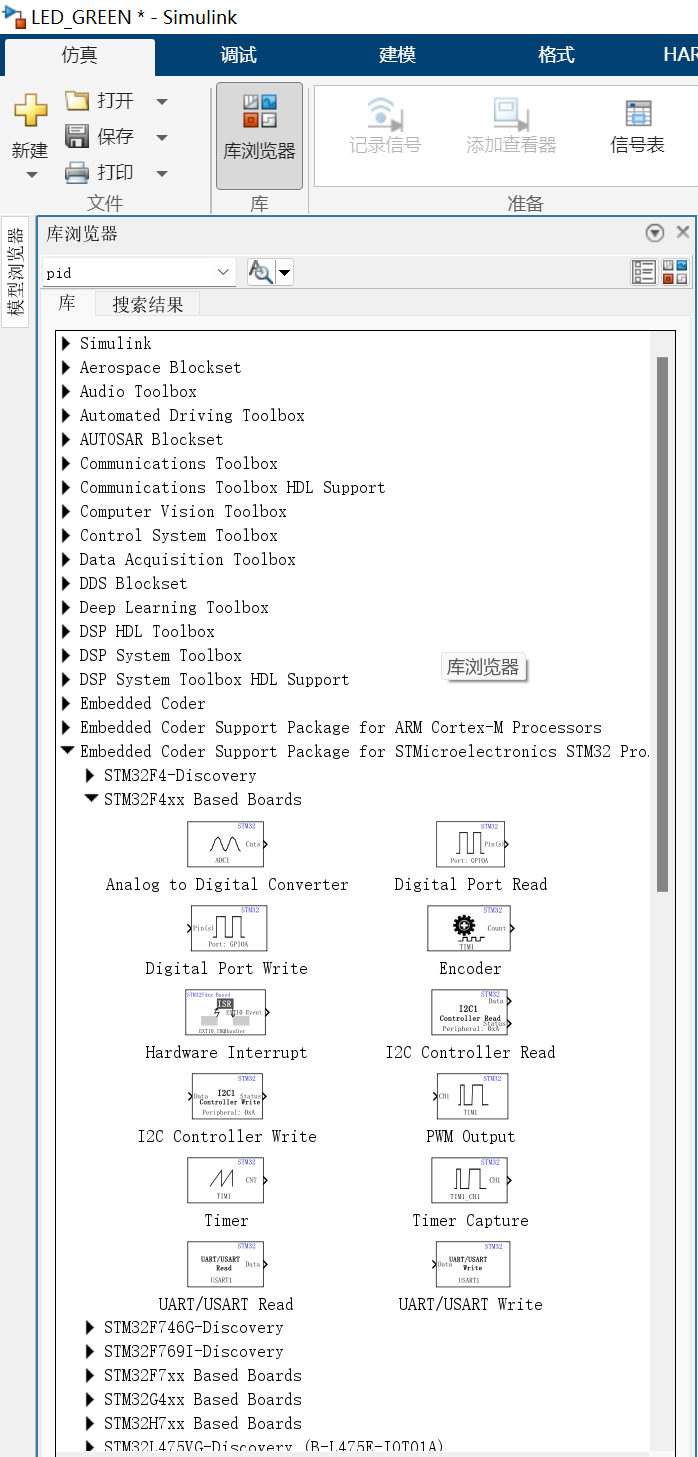 LED_GREEN * - Simulink
仿真 调试 建模 格式 HAR
新建
打开
保存
打印
文件
库浏览器
库
记录信号
添加查看器
信号表
准备
模型浏览器
库浏览器
pid
库 搜索结果
Simulink
Aerospace Blockset
Audio Toolbox
Automated Driving Toolbox
AUTOSAR Blockset
Communications Toolbox
Communications Toolbox HDL Support
Computer Vision Toolbox
Control System Toolbox
Data Acquisition Toolbox
DDS Blockset
Deep Learning Toolbox
DSP HDL Toolbox
DSP System Toolbox
库浏览器
DSP System Toolbox HDL Support
Embedded Coder
Embedded Coder Support Package for ARM Cortex-M Processors
Embedded Coder Support Package for STMicroelectronics STM32 Pro.
STM32F4-Discovery
STM32F4xx Based Boards
STM32
Cnts
ADC1
Analog to Digital Converter
STM32
Pin(s)
Port: GPIOA
Digital Port Read
STM32
Pin(s)
Port: GPIOA
Digital Port Write
STM32
Count
TIM1
Encoder
STM32F4xx Based
ISR
EXTI0 Event
EXTI0_IRQHandler
Hardware Interrupt
STM32
Data
I2C1
Controller Read
Status
Peripheral: 0xA
I2C Controller Read
STM32
Data I2C1 Status
Controller Write
Peripheral: 0xA
I2C Controller Write
STM32
CH1
TIM1
PWM Output
STM32
CNT
TIM1
Timer
STM32
CH1
TIM1_CH1
Timer Capture
STM32
UART/USART
Read
Data
USART1
UART/USART Read
STM32
Data
UART/USART
Write
USART1
UART/USART Write
STM32F746G-Discovery
STM32F769I-Discovery
STM32F7xx Based Boards
STM32G4xx Based Boards
STM32H7xx Based Boards
STM32L475VG-Discovery (B-L475E-IOT01A)